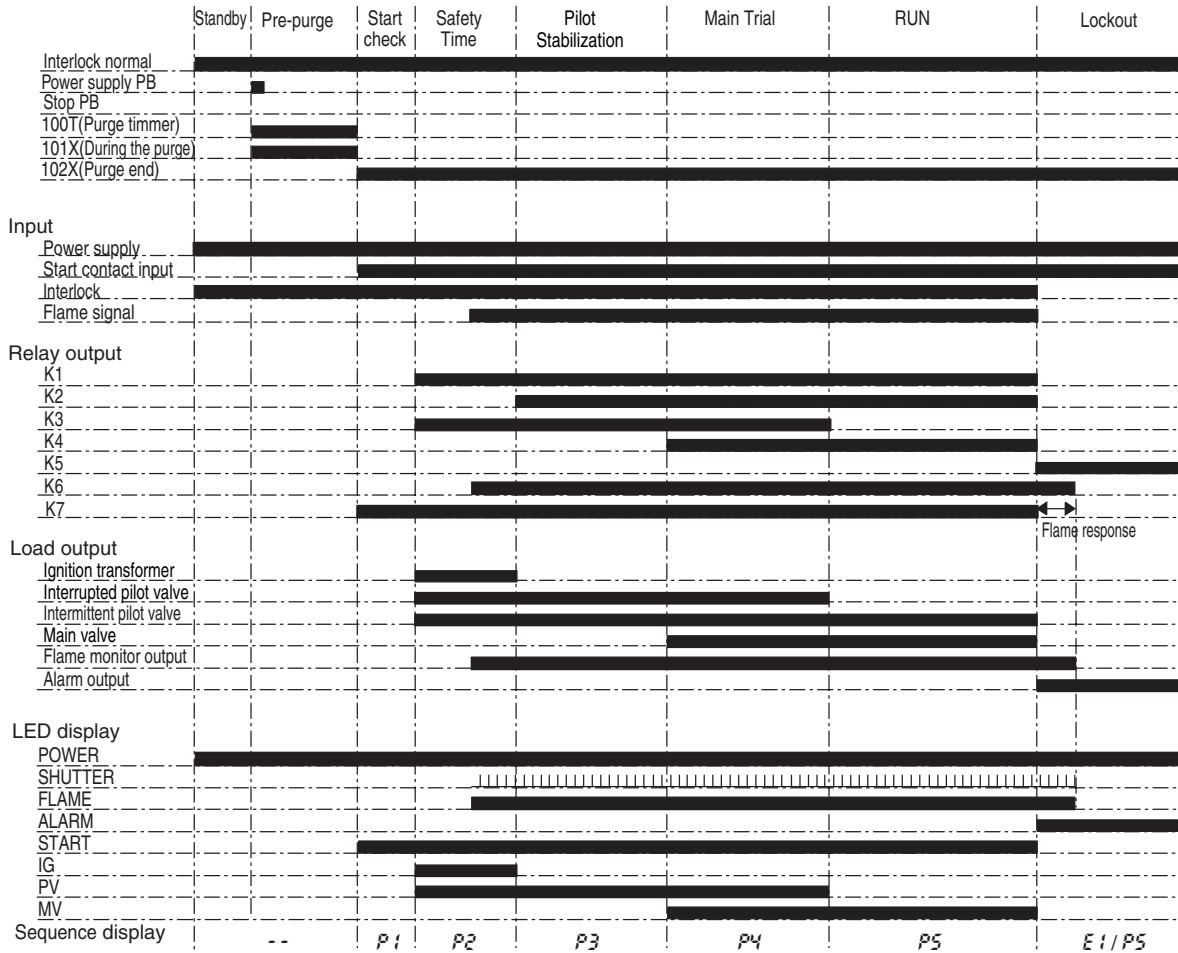 Standby Pre-purge Start check Safety Time Pilot Stabilization Main Trial RUN Lockout
Interlock normal
Power supply PB
Stop PB
100T(Purge timmer)
101X(During the purge)
102X(Purge end)
Input
Power supply
Start contact input
Interlock
Flame signal
Relay output
K1
K2
K3
K4
K5
K6
K7
Flame response
Load output
Ignition transformer
Interrupted pilot valve
Intermittent pilot valve
Main valve
Flame monitor output
Alarm output
LED display
POWER
SHUTTER
FLAME
ALARM
START
IG
PV
MV
Sequence display -- P1 P2 P3 P4 P5 E1/P5